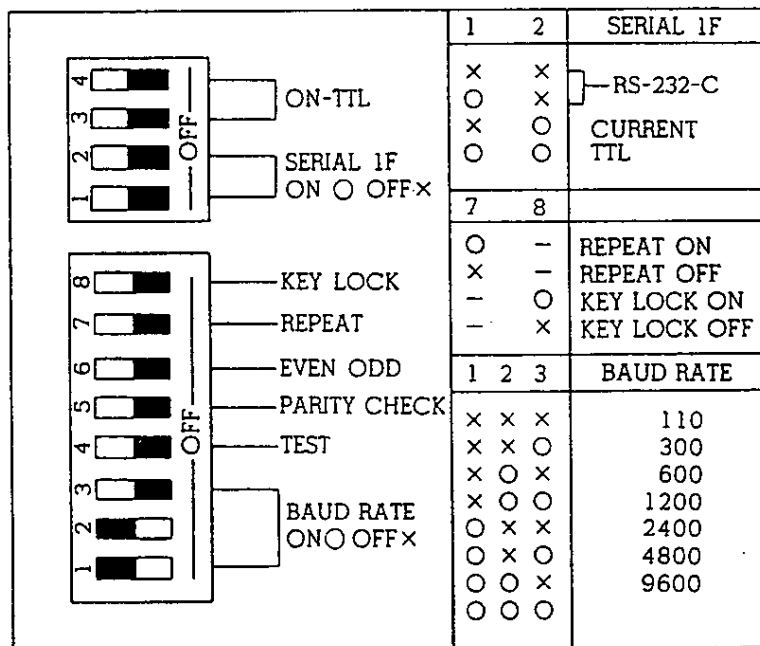 4
3
2
1
OFF
ON-TTL
SERIAL 1F
ON ○ OFF×
8
7
6
5
4
3
2
1
OFF
KEY LOCK
REPEAT
EVEN ODD
PARITY CHECK
TEST
BAUD RATE
ON○ OFF×
1 2 SERIAL 1F
× ×
○ × RS-232-C
× ○ CURRENT
○ ○ TTL
7 8
○ – REPEAT ON
× – REPEAT OFF
– ○ KEY LOCK ON
– × KEY LOCK OFF
1 2 3 BAUD RATE
× × × 110
× × ○ 300
× ○ × 600
× ○ ○ 1200
○ × × 2400
○ × ○ 4800
○ ○ × 9600
○ ○ ○